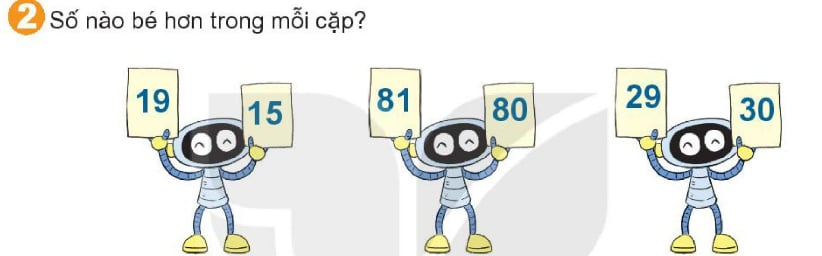 2 Số nào bé hơn trong mỗi cặp?
19 15 81 80 29 30